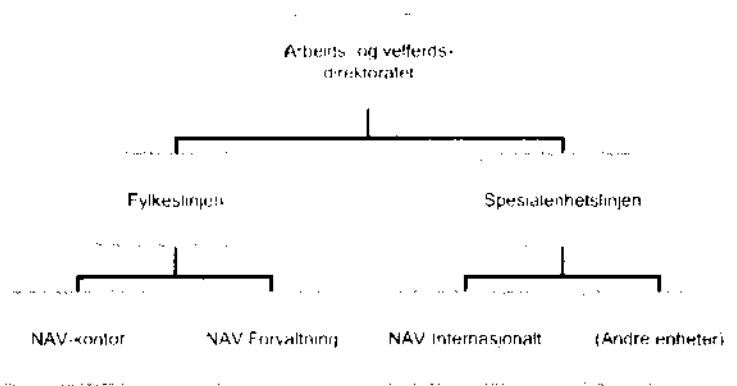 Arbeids- og velferds-
direktoratet
Fylkeslinjen
Spesialenhetslinjen
NAV-kontor
NAV Forvaltning
NAV Internasjonalt
(Andre enheter)